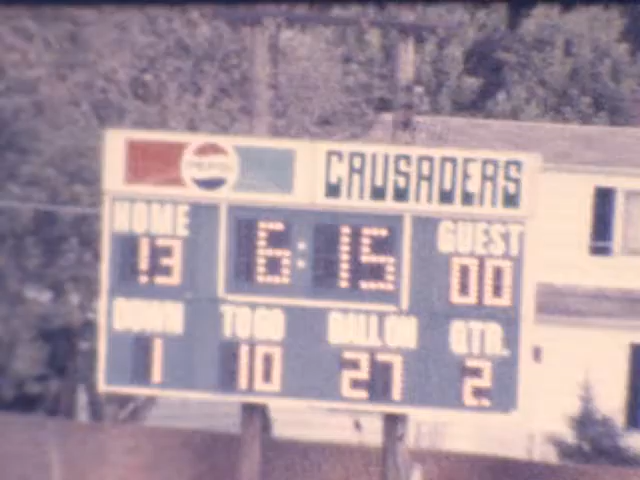 PEPSI CRUSADERS
HOME 6:15 GUEST
13 00
DOWN TO GO BALL ON QTR.
1 10 27 2